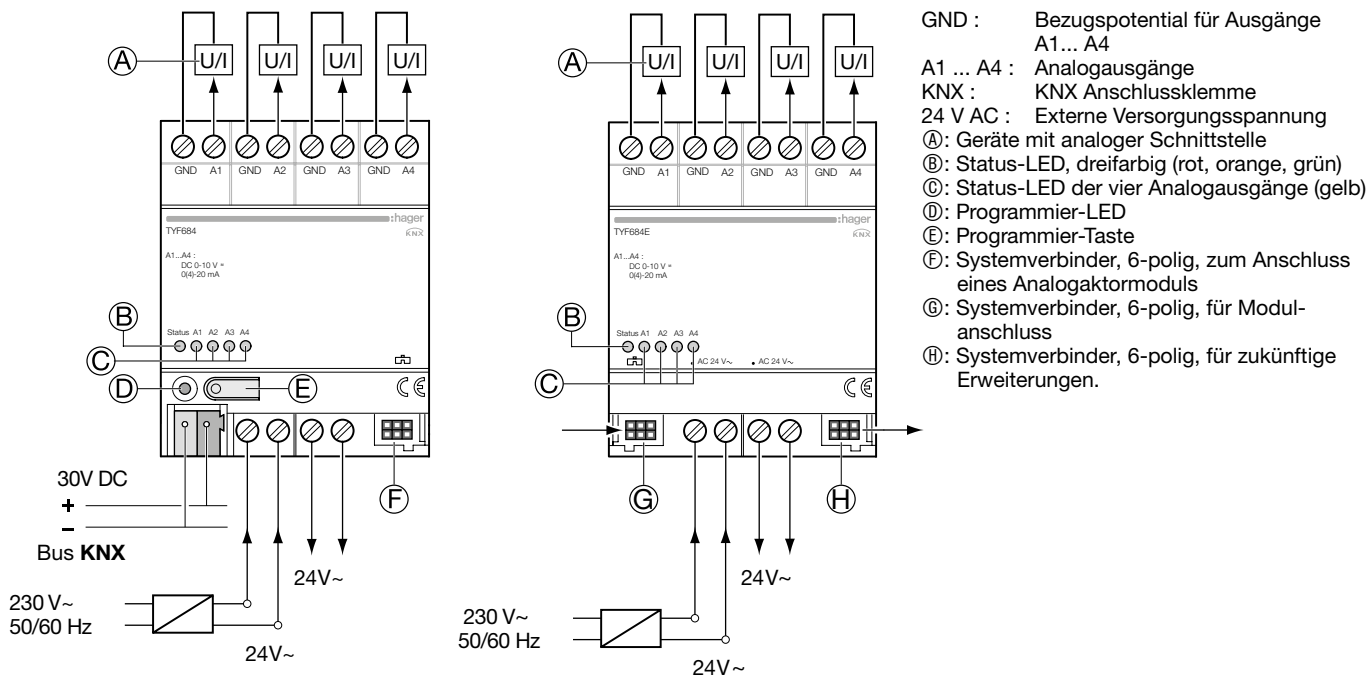 A
U/I
U/I
U/I
U/I
GND A1 GND A2 GND A3 GND A4
:hager
TYF684
KNX
A1...A4 :
DC 0-10 V =
0(4)-20 mA
B
Status A1 A2 A3 A4
C
D
E
CE
F
30V DC
+
–
Bus KNX
24V~
230 V~
50/60 Hz
24V~
A
U/I
U/I
U/I
U/I
GND A1 GND A2 GND A3 GND A4
:hager
TYF684E
KNX
A1...A4 :
DC 0-10 V =
0(4)-20 mA
B
Status A1 A2 A3 A4
AC 24 V~ AC 24 V~
C
CE
G
H
24V~
230 V~
50/60 Hz
24V~
GND : Bezugspotential für Ausgänge
A1... A4
A1 ... A4 : Analogausgänge
KNX : KNX Anschlussklemme
24 V AC : Externe Versorgungsspannung
Ⓐ: Geräte mit analoger Schnittstelle
Ⓑ: Status-LED, dreifarbig (rot, orange, grün)
Ⓒ: Status-LED der vier Analogausgänge (gelb)
Ⓓ: Programmier-LED
Ⓔ: Programmier-Taste
Ⓕ: Systemverbinder, 6-polig, zum Anschluss
eines Analogaktormoduls
Ⓖ: Systemverbinder, 6-polig, für Modul-
anschluss
Ⓗ: Systemverbinder, 6-polig, für zukünftige
Erweiterungen.